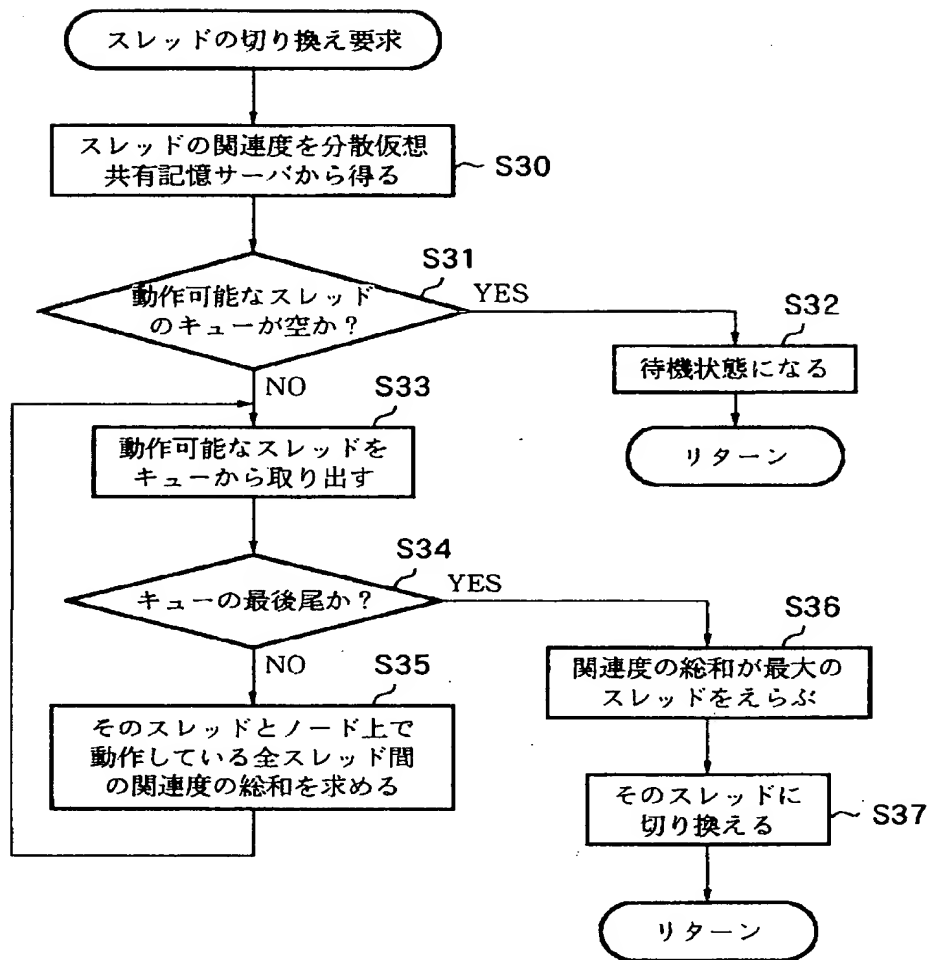 スレッドの切り換え要求
スレッドの関連度を分散仮想
共有記憶サーバから得る
S30
S31
動作可能なスレッド
のキューが空か?
YES
S32
待機状態になる
リターン
NO
S33
動作可能なスレッドを
キューから取り出す
S34
キューの最後尾か?
YES
NO
S35
そのスレッドとノード上で
動作している全スレッド間
の関連度の総和を求める
S36
関連度の総和が最大の
スレッドをえらぶ
そのスレッドに
切り換える
S37
リターン